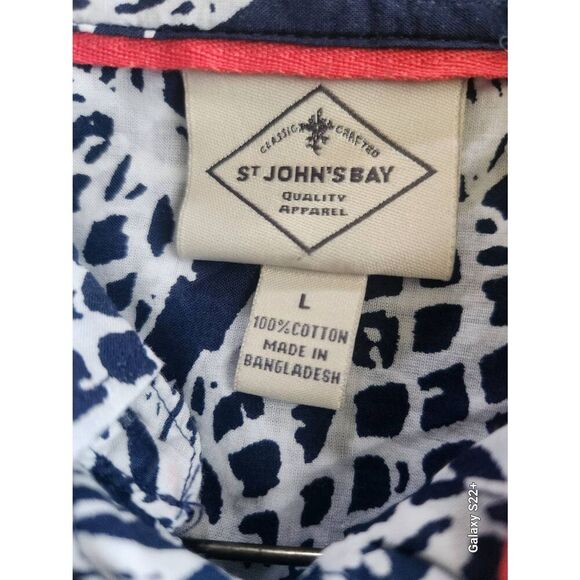 CLASSIC CRAFTED
ST JOHN'S BAY
QUALITY
APPAREL
L
100% COTTON
MADE IN
BANGLADESH
Galaxy S22+